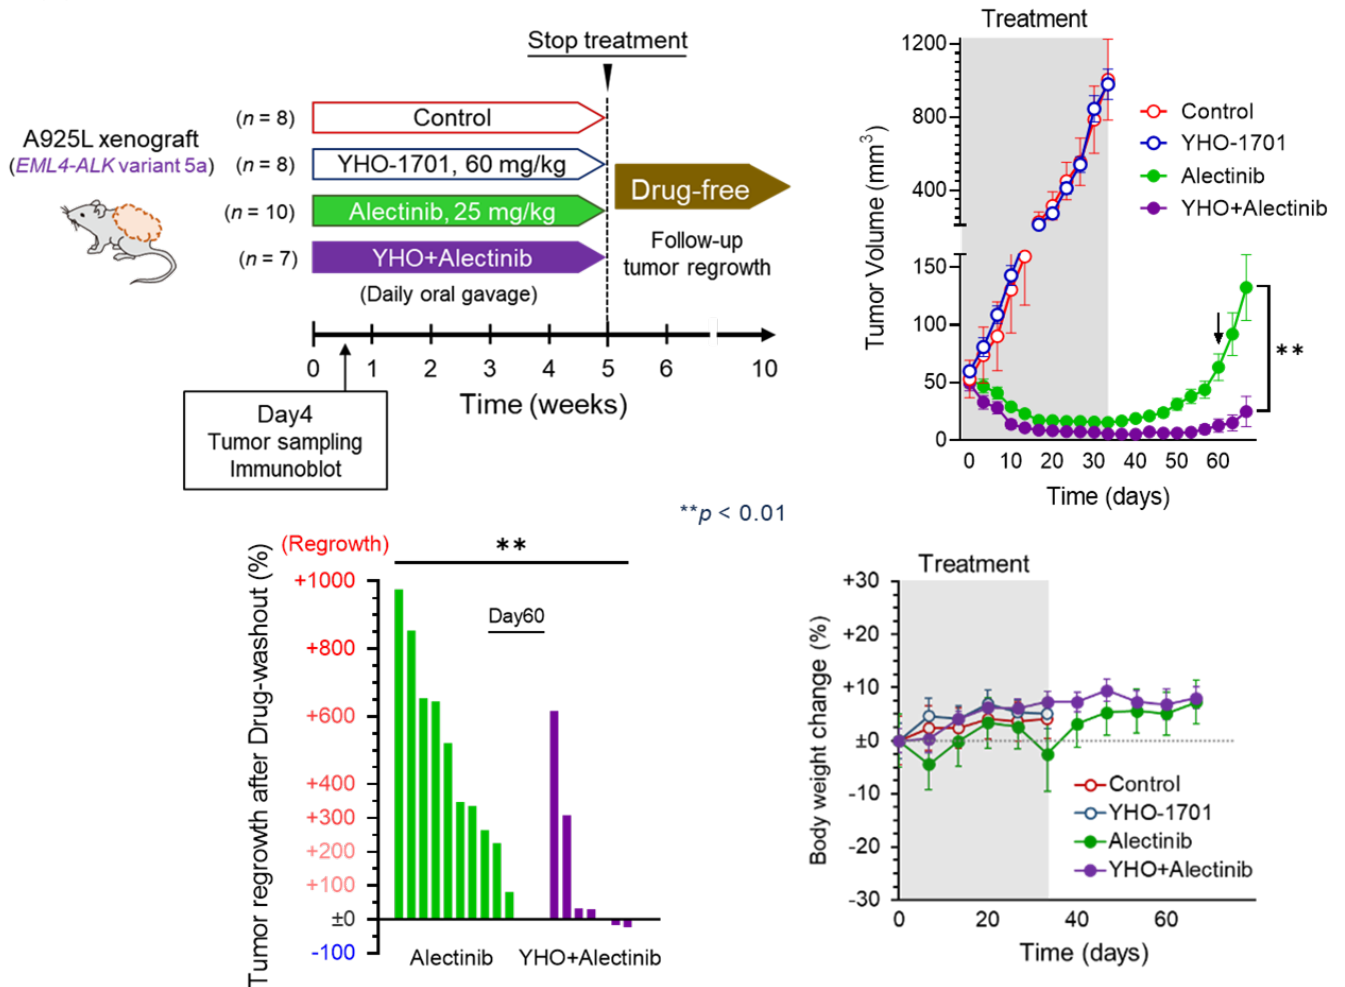 Stop treatment
A925L xenograft
(EML4-ALK variant 5a)
(n = 8)
Control
(n = 8)
YHO-1701, 60 mg/kg
(n = 10)
Alectinib, 25 mg/kg
(n = 7)
YHO+Alectinib
(Daily oral gavage)
Drug-free
Follow-up
tumor regrowth
0 1 2 3 4 5 6 10
Time (weeks)
Day4
Tumor sampling
Immunoblot
Treatment
Tumor Volume (mm³)
1200
800
400
150
100
50
0
0 10 20 30 40 50 60
Time (days)
Control
YHO-1701
Alectinib
YHO+Alectinib
**
**p < 0.01
Tumor regrowth after Drug-washout (%)
(Regrowth)
**
Day60
+1000
+800
+600
+400
+300
+200
+100
±0
-100
Alectinib YHO+Alectinib
Treatment
Body weight change (%)
+30
+20
+10
±0
-10
-20
-30
Control
YHO-1701
Alectinib
YHO+Alectinib
0 20 40 60
Time (days)